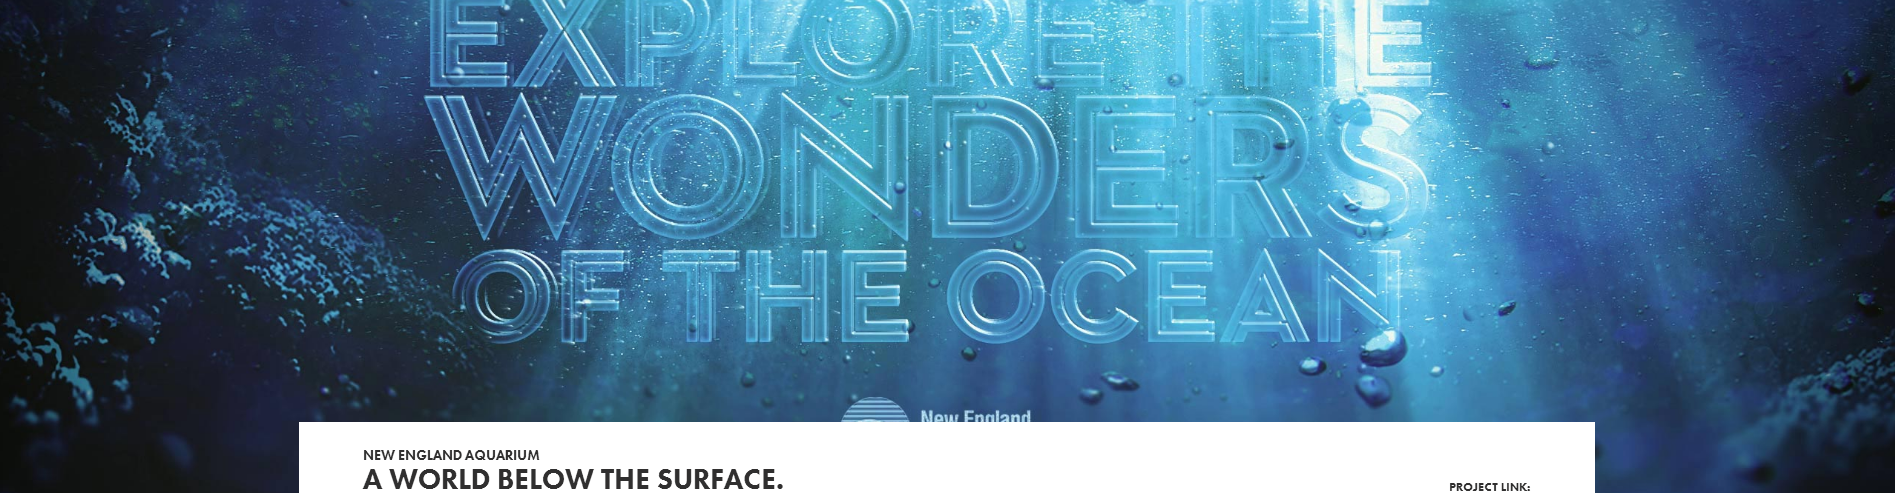 EXPLORE THE
WONDERS
OF THE OCEAN
New England
NEW ENGLAND AQUARIUM
A WORLD BELOW THE SURFACE.
PROJECT LINK: